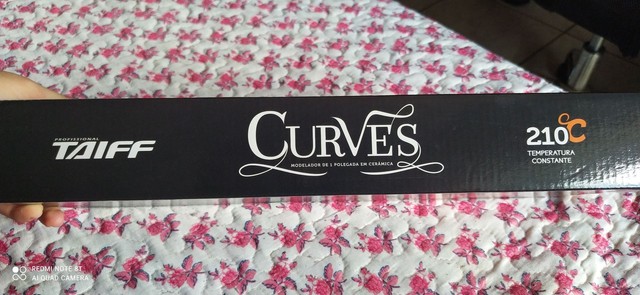 PROFISSIONAL
TAIFF
CURVES
MODELADOR DE 1 POLEGADA EM CERÂMICA
210°C
TEMPERATURA
CONSTANTE
REDMI NOTE 8T
AI QUAD CAMERA